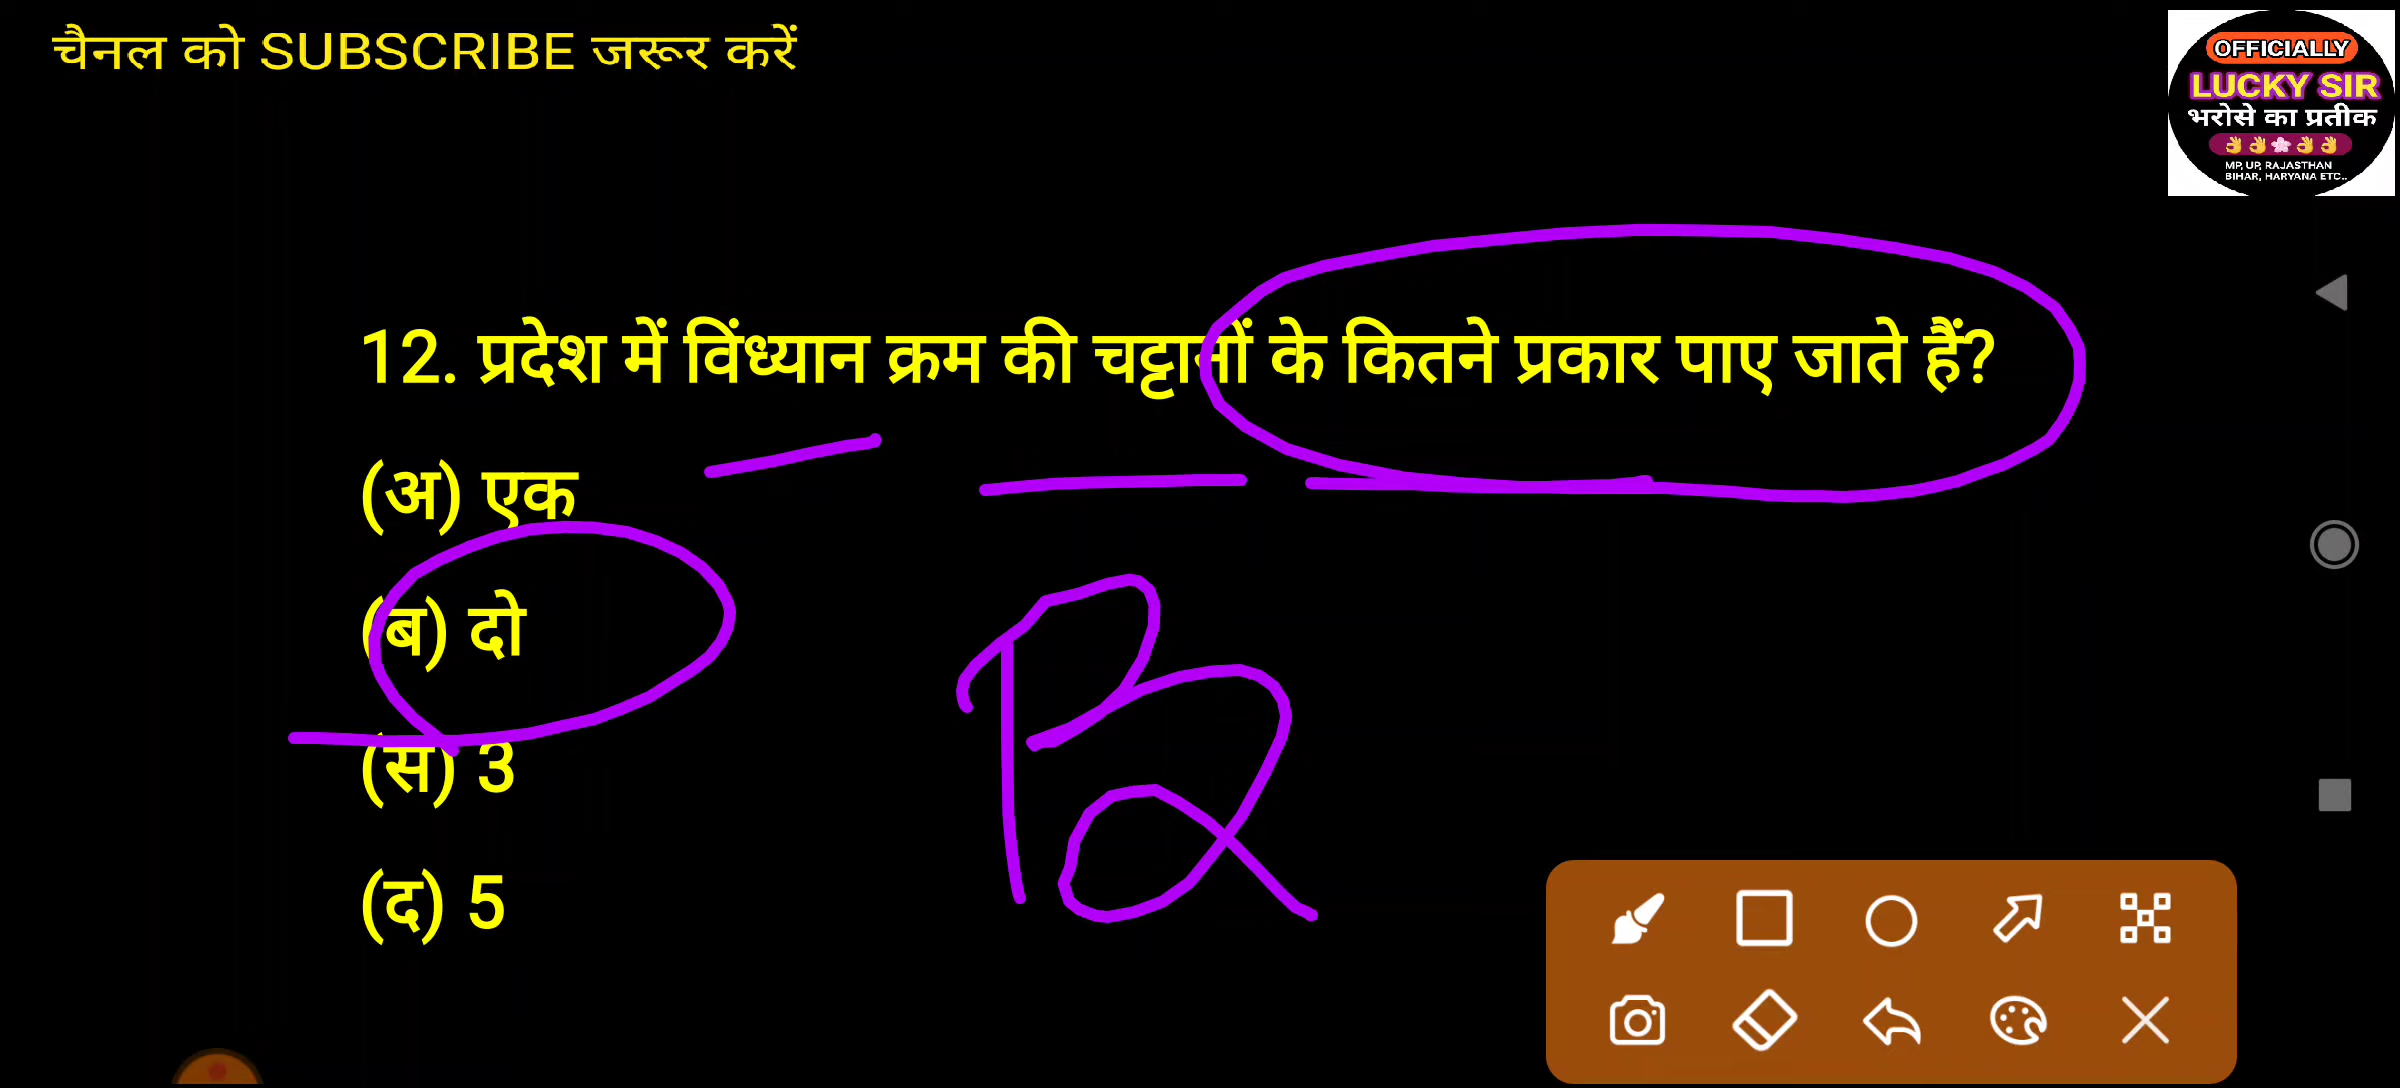 चैनल को SUBSCRIBE जरूर करें
OFFICIALLY
LUCKY SIR
भरोसे का प्रतीक
MP, UP, RAJASTHAN
BIHAR, HARYANA ETC..
12. प्रदेश में विंध्यान क्रम की चट्टानों के कितने प्रकार पाए जाते हैं?
(अ) एक
(ब) दो
(स) 3
(द) 5
B